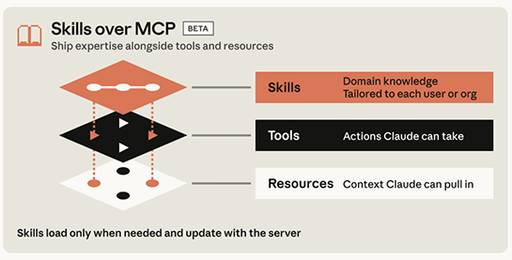 Skills over MCP BETA
Ship expertise alongside tools and resources
Skills Domain knowledge
Tailored to each user or org
Tools Actions Claude can take
Resources Context Claude can pull in
Skills load only when needed and update with the server